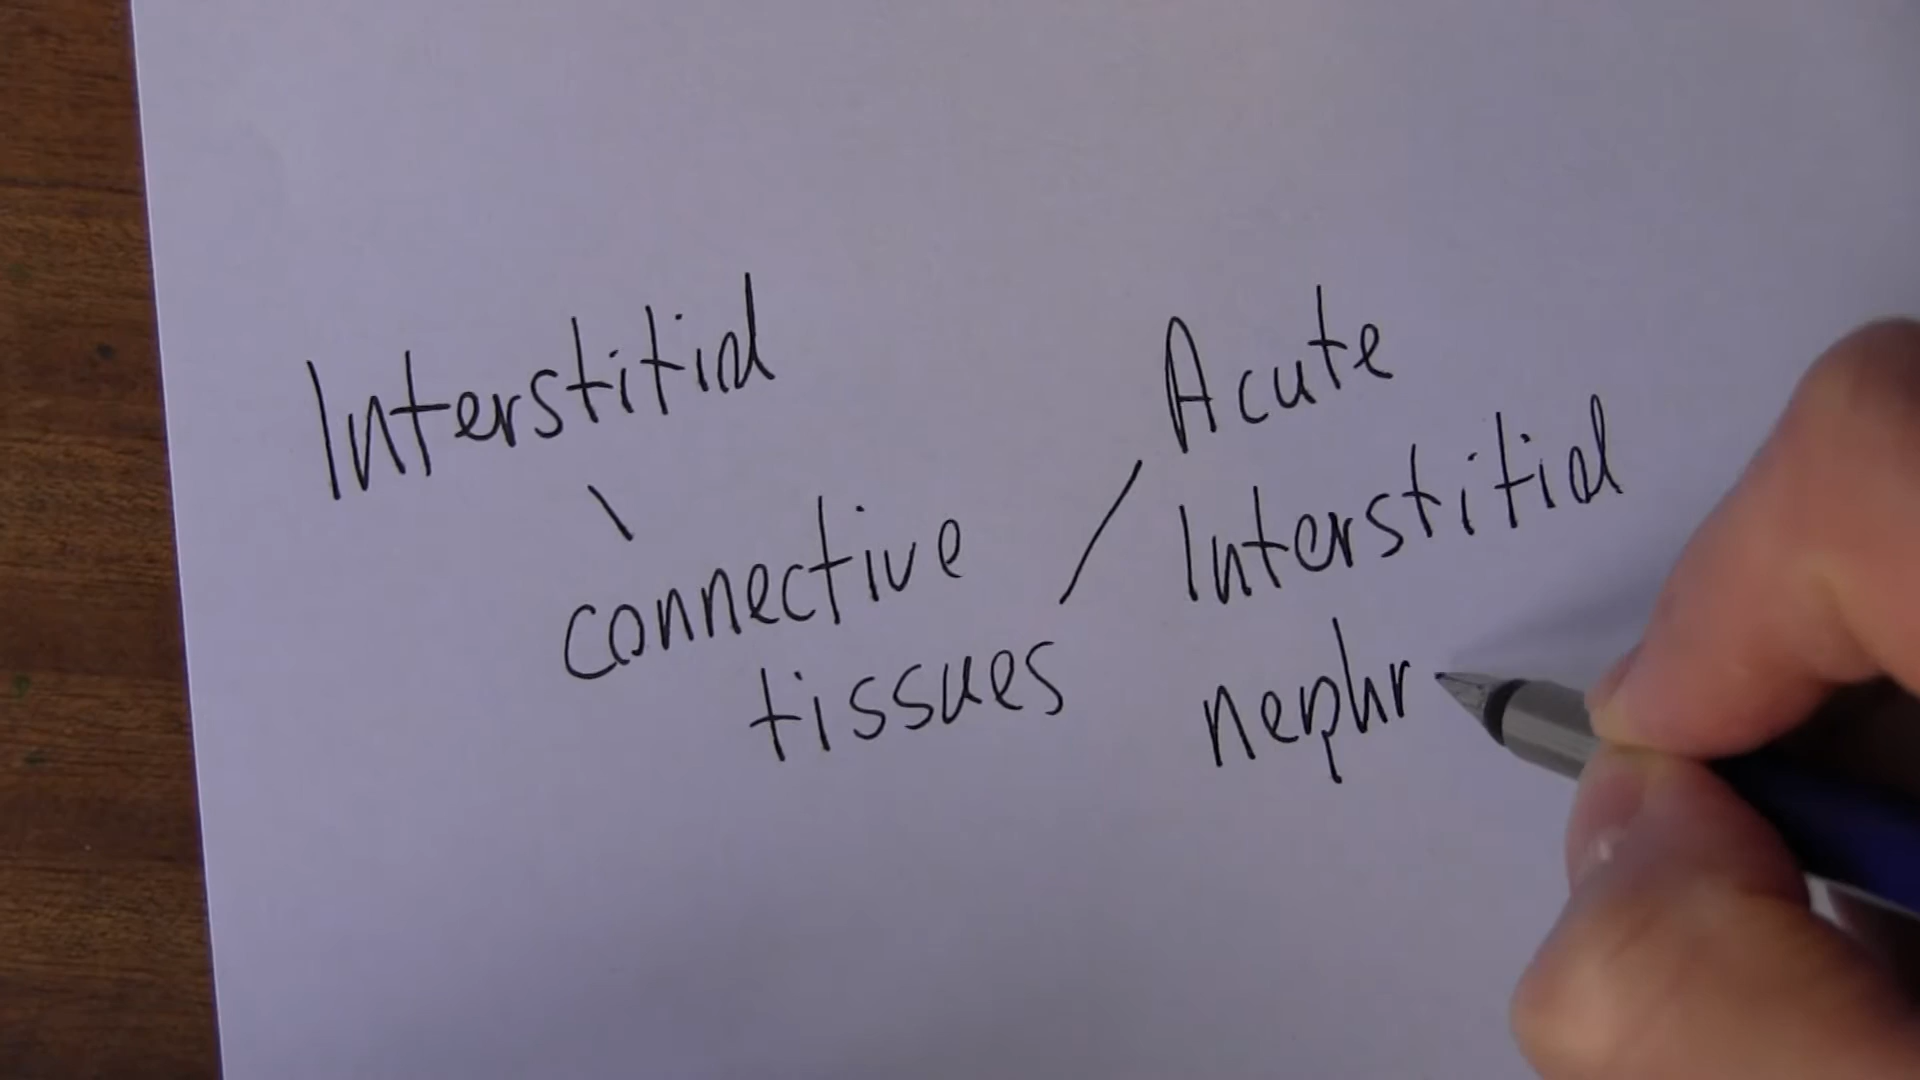 Interstitial
connective
tissues
Acute
Interstitial
nephr